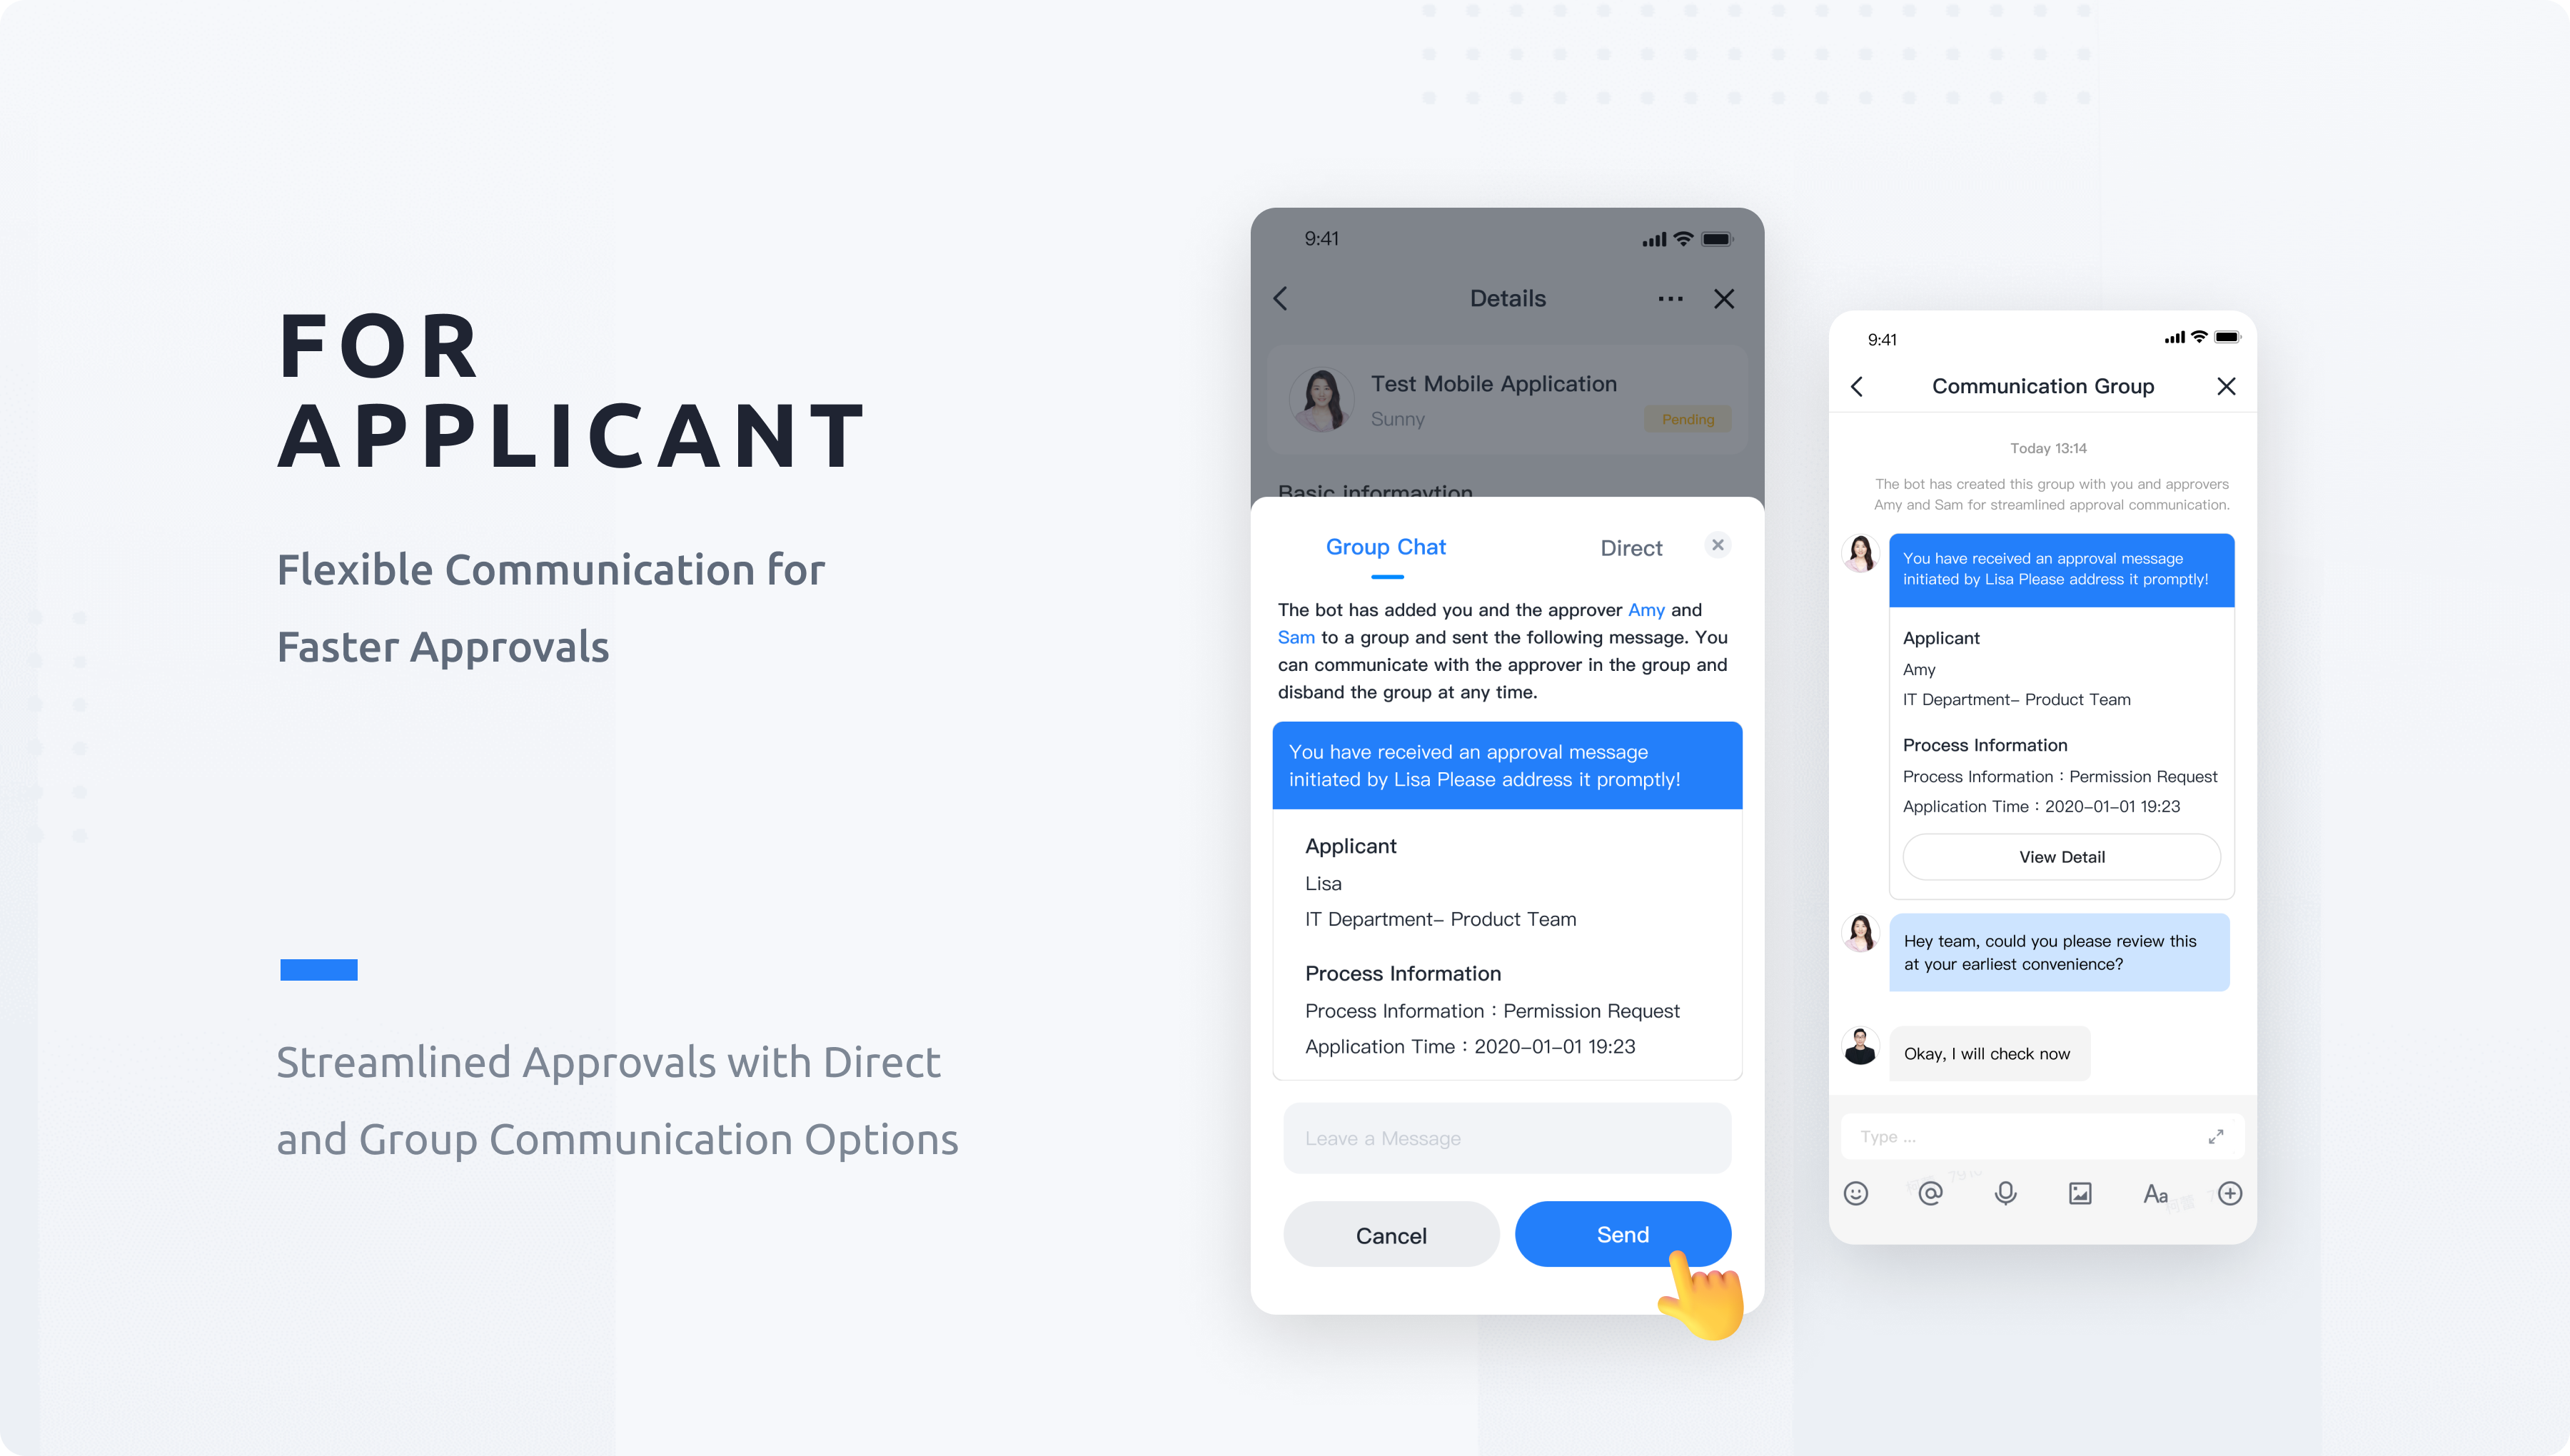 FOR
APPLICANT
Flexible Communication for
Faster Approvals
Streamlined Approvals with Direct
and Group Communication Options
9:41
Details
Test Mobile Application
Sunny
Pending
Basic informaytion
Group Chat
Direct
The bot has added you and the approver Amy and
Sam to a group and sent the following message. You
can communicate with the approver in the group and
disband the group at any time.
You have received an approval message
initiated by Lisa Please address it promptly!
Applicant
Lisa
IT Department– Product Team
Process Information
Process Information：Permission Request
Application Time：2020–01–01 19:23
Leave a Message
Cancel
Send
9:41
Communication Group
Today 13:14
The bot has created this group with you and approvers
Amy and Sam for streamlined approval communication.
You have received an approval message
initiated by Lisa Please address it promptly!
Applicant
Amy
IT Department– Product Team
Process Information
Process Information：Permission Request
Application Time：2020–01–01 19:23
View Detail
Hey team, could you please review this
at your earliest convenience?
Okay, I will check now
Type ...
Aa